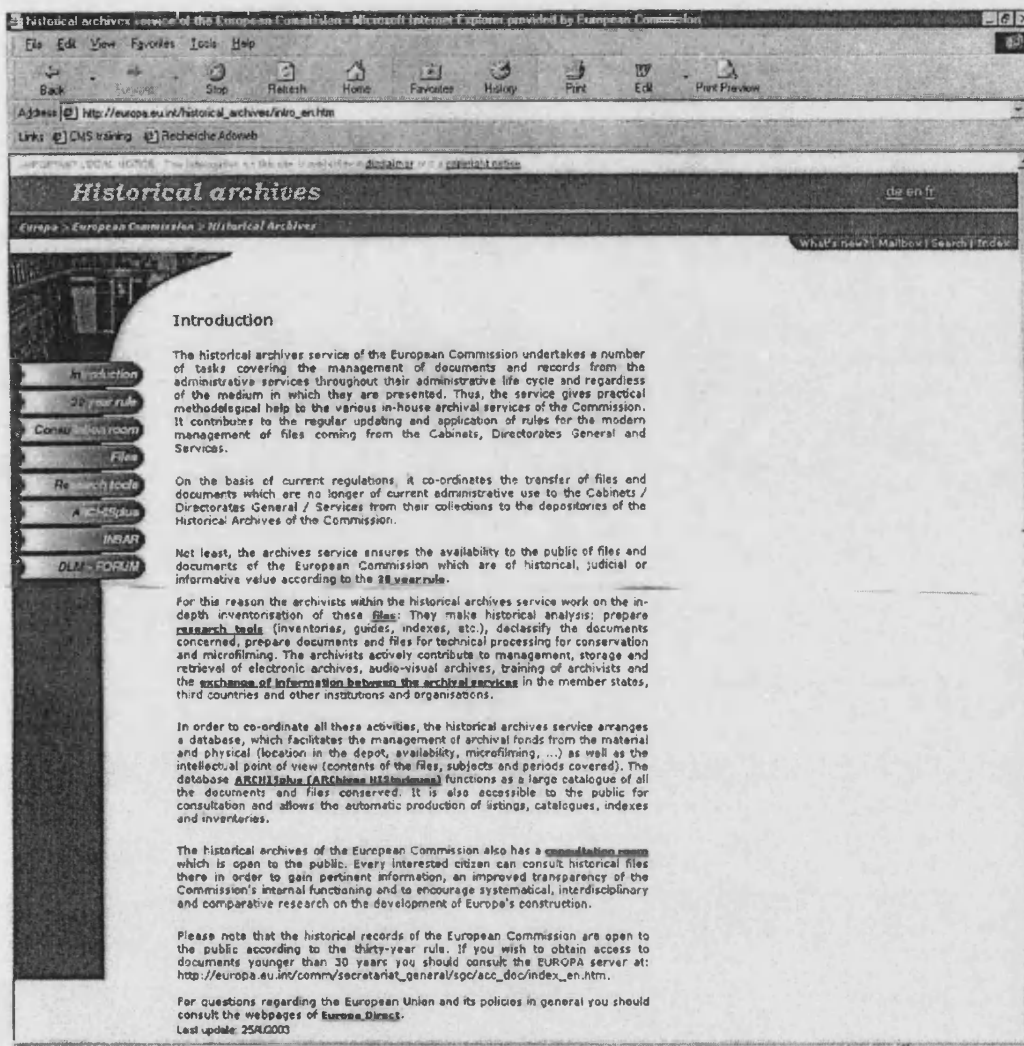 historical archives service of the European Commission - Microsoft Internet Explorer provided by European Commission
File Edit View Favorites Tools Help
Back Forward Stop Refresh Home Favorites History Print Edit Print Preview
Address http://europa.eu.int/historical_archives/intro_en.htm
Links CMS training Recherche Adonweb
IMPORTANT LEGAL NOTICE - The information on this site is subject to a disclaimer and a copyright notice
Historical archives
de en fr
Europa > European Commission > Historical Archives
What's new? | Mailbox | Search | Index
Introduction
The historical archives service of the European Commission undertakes a number
of tasks covering the management of documents and records from the
administrative services throughout their administrative life cycle and regardless
of the medium in which they are presented. Thus, the service gives practical
methodological help to the various in-house archival services of the Commission.
It contributes to the regular updating and application of rules for the modern
management of files coming from the Cabinets, Directorates General and
Services.
Introduction
30 year rule
Consultation room
Files
Research tools
ARCHISplus
INSAR
DLM - FORUM
On the basis of current regulations, it co-ordinates the transfer of files and
documents which are no longer of current administrative use to the Cabinets /
Directorates General / Services from their collections to the depositories of the
Historical Archives of the Commission.
Not least, the archives service ensures the availability to the public of files and
documents of the European Commission which are of historical, judicial or
informative value according to the 30 year rule.
For this reason the archivists within the historical archives service work on the in-
depth inventorisation of these files: They make historical analysis; prepare
research tools (inventories, guides, indexes, etc.), declassify the documents
concerned, prepare documents and files for technical processing for conservation
and microfilming. The archivists actively contribute to management, storage and
retrieval of electronic archives, audio-visual archives, training of archivists and
the exchange of information between the archival services in the member states,
third countries and other institutions and organisations.
In order to co-ordinate all these activities, the historical archives service arranges
a database, which facilitates the management of archival fonds from the material
and physical (location in the depot, availability, microfilming, ...) as well as the
intellectual point of view (contents of the files, subjects and periods covered). The
database ARCHISplus (ARChives HIStoriques) functions as a large catalogue of all
the documents and files conserved. It is also accessible to the public for
consultation and allows the automatic production of listings, catalogues, indexes
and inventories.
The historical archives of the European Commission also has a consultation room
which is open to the public. Every interested citizen can consult historical files
there in order to gain pertinent information, an improved transparency of the
Commission's internal functioning and to encourage systematical, interdisciplinary
and comparative research on the development of Europe's construction.
Please note that the historical records of the European Commission are open to
the public according to the thirty-year rule. If you wish to obtain access to
documents younger than 30 years you should consult the EUROPA server at:
http://europa.eu.int/comm/secretariat_general/sgc/acc_doc/index_en.htm.
For questions regarding the European Union and its policies in general you should
consult the webpages of Europe Direct.
Last update: 25/4/2003